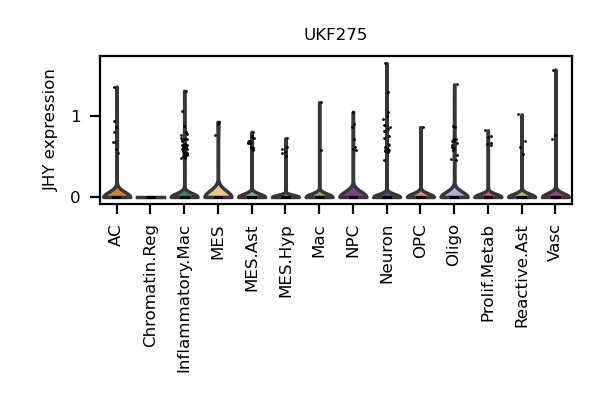 UKF275
JHY expression
1
0
AC
Chromatin.Reg
Inflammatory.Mac
MES
MES.Ast
MES.Hyp
Mac
NPC
Neuron
OPC
Oligo
Prolif.Metab
Reactive.Ast
Vasc